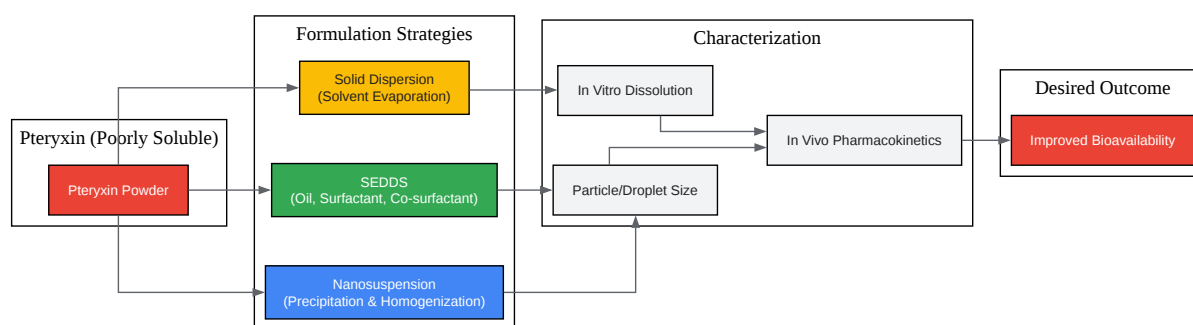 Pteryxin (Poorly Soluble)
Pteryxin Powder
Formulation Strategies
Solid Dispersion
(Solvent Evaporation)
SEDDS
(Oil, Surfactant, Co-surfactant)
Nanosuspension
(Precipitation & Homogenization)
Characterization
In Vitro Dissolution
Particle/Droplet Size
In Vivo Pharmacokinetics
Desired Outcome
Improved Bioavailability